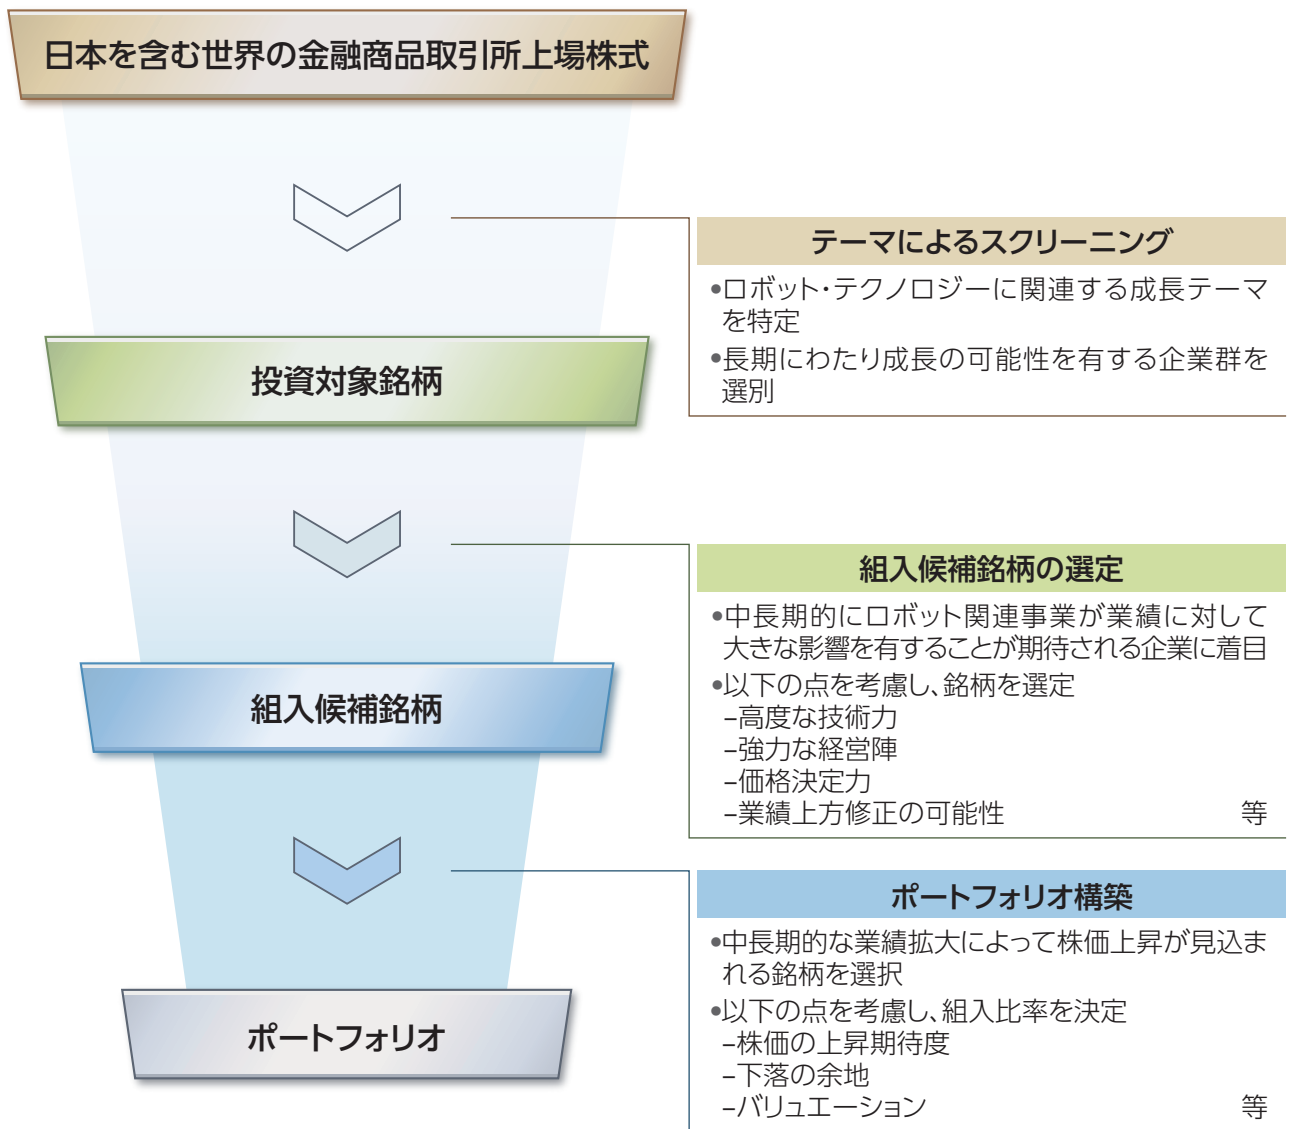 日本を含む世界の金融商品取引所上場株式
テーマによるスクリーニング
•ロボット・テクノロジーに関連する成長テーマ
を特定
•長期にわたり成長の可能性を有する企業群を
選別
投資対象銘柄
組入候補銘柄の選定
•中長期的にロボット関連事業が業績に対して
大きな影響を有することが期待される企業に着目
•以下の点を考慮し、銘柄を選定
–高度な技術力
–強力な経営陣
–価格決定力
–業績上方修正の可能性 等
組入候補銘柄
ポートフォリオ構築
•中長期的な業績拡大によって株価上昇が見込ま
れる銘柄を選択
•以下の点を考慮し、組入比率を決定
–株価の上昇期待度
–下落の余地
–バリュエーション 等
ポートフォリオ